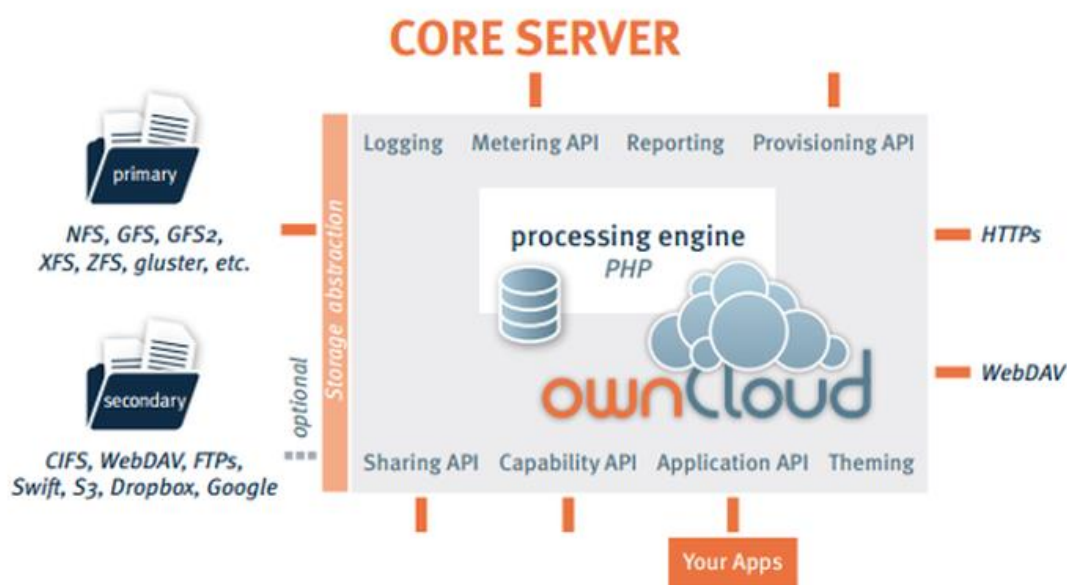 CORE SERVER
Logging Metering API Reporting Provisioning API
primary
NFS, GFS, GFS2,
XFS, ZFS, gluster, etc.
Storage abstraction
processing engine
PHP
HTTPs
secondary
optional
CIFS, WebDAV, FTPs,
Swift, S3, Dropbox, Google
ownCloud
WebDAV
Sharing API Capability API Application API Theming
Your Apps